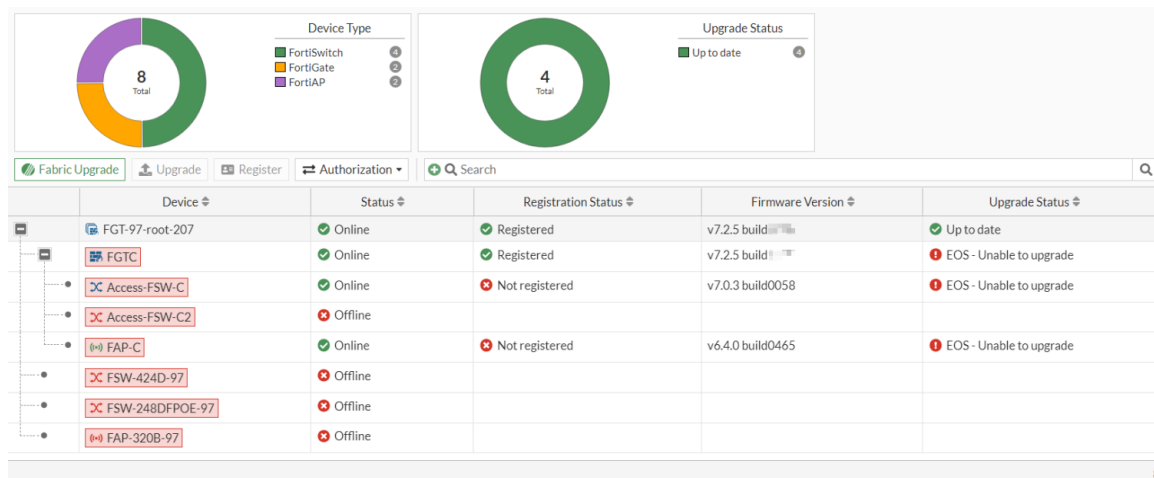 Device Type
8
Total
FortiSwitch 4
FortiGate 2
FortiAP 2
Upgrade Status
4
Total
Up to date 4
Fabric Upgrade Upgrade Register Authorization Search
Device Status Registration Status Firmware Version Upgrade Status
FGT-97-root-207 Online Registered v7.2.5 build Up to date
FGTC Online Registered v7.2.5 build EOS - Unable to upgrade
Access-FSW-C Online Not registered v7.0.3 build0058 EOS - Unable to upgrade
Access-FSW-C2 Offline
FAP-C Online Not registered v6.4.0 build0465 EOS - Unable to upgrade
FSW-424D-97 Offline
FSW-248DFPOE-97 Offline
FAP-320B-97 Offline